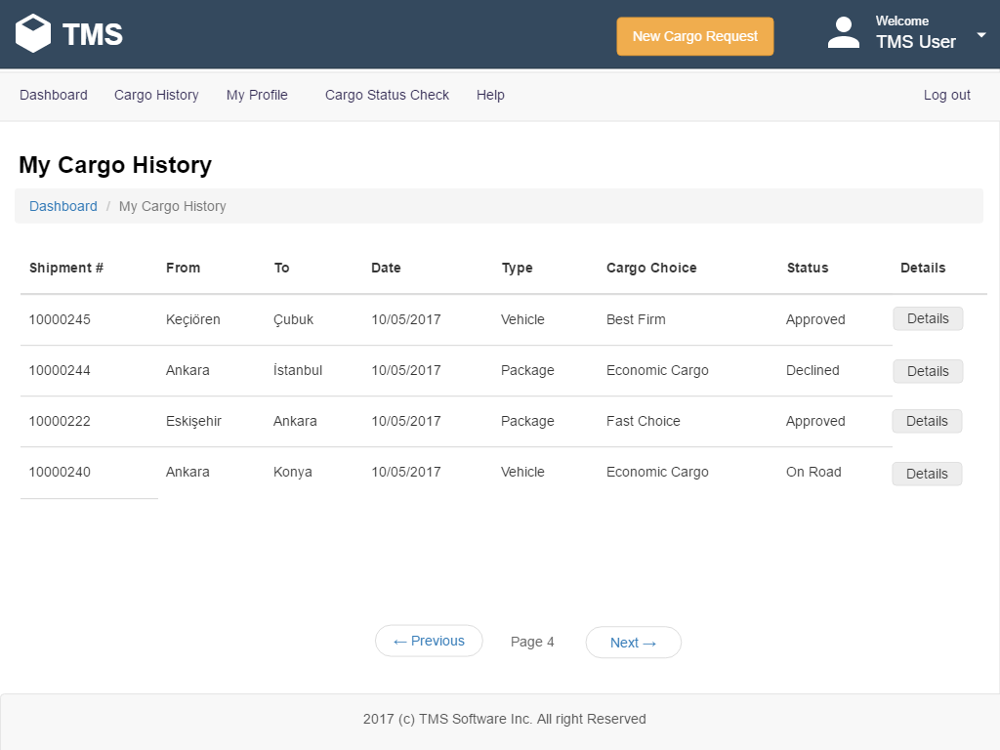 TMS
New Cargo Request
Welcome
TMS User
Dashboard Cargo History My Profile Cargo Status Check Help Log out
My Cargo History
Dashboard / My Cargo History
Shipment # From To Date Type Cargo Choice Status Details
10000245 Keçiören Çubuk 10/05/2017 Vehicle Best Firm Approved Details
10000244 Ankara İstanbul 10/05/2017 Package Economic Cargo Declined Details
10000222 Eskişehir Ankara 10/05/2017 Package Fast Choice Approved Details
10000240 Ankara Konya 10/05/2017 Vehicle Economic Cargo On Road Details
← Previous Page 4 Next →
2017 (c) TMS Software Inc. All right Reserved